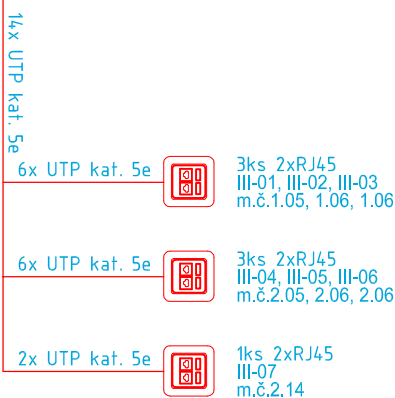 14x UTP kat. 5e
6x UTP kat. 5e
3ks 2xRJ45
III-01, III-02, III-03
m.č.1.05, 1.06, 1.06
6x UTP kat. 5e
3ks 2xRJ45
III-04, III-05, III-06
m.č.2.05, 2.06, 2.06
2x UTP kat. 5e
1ks 2xRJ45
III-07
m.č.2,14